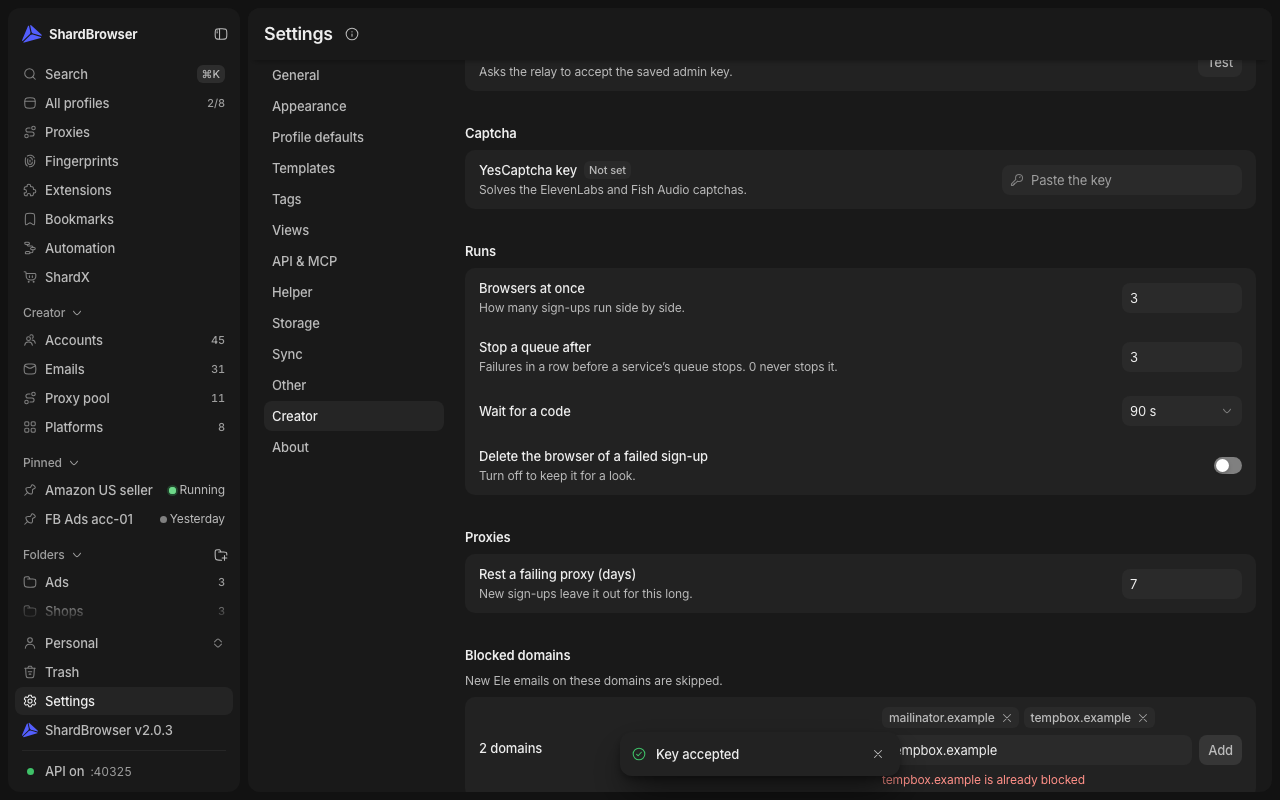 ShardBrowser
Search ⌘K
All profiles 2/8
Proxies
Fingerprints
Extensions
Bookmarks
Automation
ShardX
Creator
Accounts 45
Emails 31
Proxy pool 11
Platforms 8
Pinned
Amazon US seller Running
FB Ads acc-01 Yesterday
Folders
Ads 3
Shops 3
Personal
Trash
Settings
ShardBrowser v2.0.3
API on :40325
Settings
General
Appearance
Profile defaults
Templates
Tags
Views
API & MCP
Helper
Storage
Sync
Other
Creator
About
Asks the relay to accept the saved admin key.
Test
Captcha
YesCaptcha key Not set
Solves the ElevenLabs and Fish Audio captchas.
Paste the key
Runs
Browsers at once
How many sign-ups run side by side.
3
Stop a queue after
Failures in a row before a service’s queue stops. 0 never stops it.
3
Wait for a code
90 s
Delete the browser of a failed sign-up
Turn off to keep it for a look.
Proxies
Rest a failing proxy (days)
New sign-ups leave it out for this long.
7
Blocked domains
New Ele emails on these domains are skipped.
mailinator.example tempbox.example
2 domains
empbox.example
Add
tempbox.example is already blocked
Key accepted